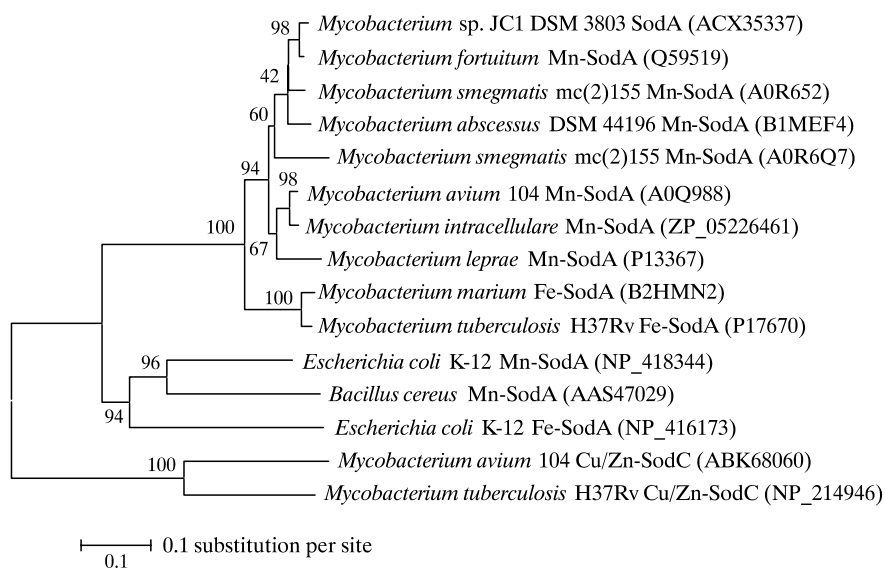 98 Mycobacterium sp. JC1 DSM 3803 SodA (ACX35337)
Mycobacterium fortuitum Mn-SodA (Q59519)
42
Mycobacterium smegmatis mc(2)155 Mn-SodA (A0R652)
60
Mycobacterium abscessus DSM 44196 Mn-SodA (B1MEF4)
Mycobacterium smegmatis mc(2)155 Mn-SodA (A0R6Q7)
94
98
Mycobacterium avium 104 Mn-SodA (A0Q988)
100
Mycobacterium intracellulare Mn-SodA (ZP_05226461)
67
Mycobacterium leprae Mn-SodA (P13367)
100 Mycobacterium marium Fe-SodA (B2HMN2)
Mycobacterium tuberculosis H37Rv Fe-SodA (P17670)
96 Escherichia coli K-12 Mn-SodA (NP_418344)
Bacillus cereus Mn-SodA (AAS47029)
94
Escherichia coli K-12 Fe-SodA (NP_416173)
100 Mycobacterium avium 104 Cu/Zn-SodC (ABK68060)
Mycobacterium tuberculosis H37Rv Cu/Zn-SodC (NP_214946)
0.1 substitution per site
0.1